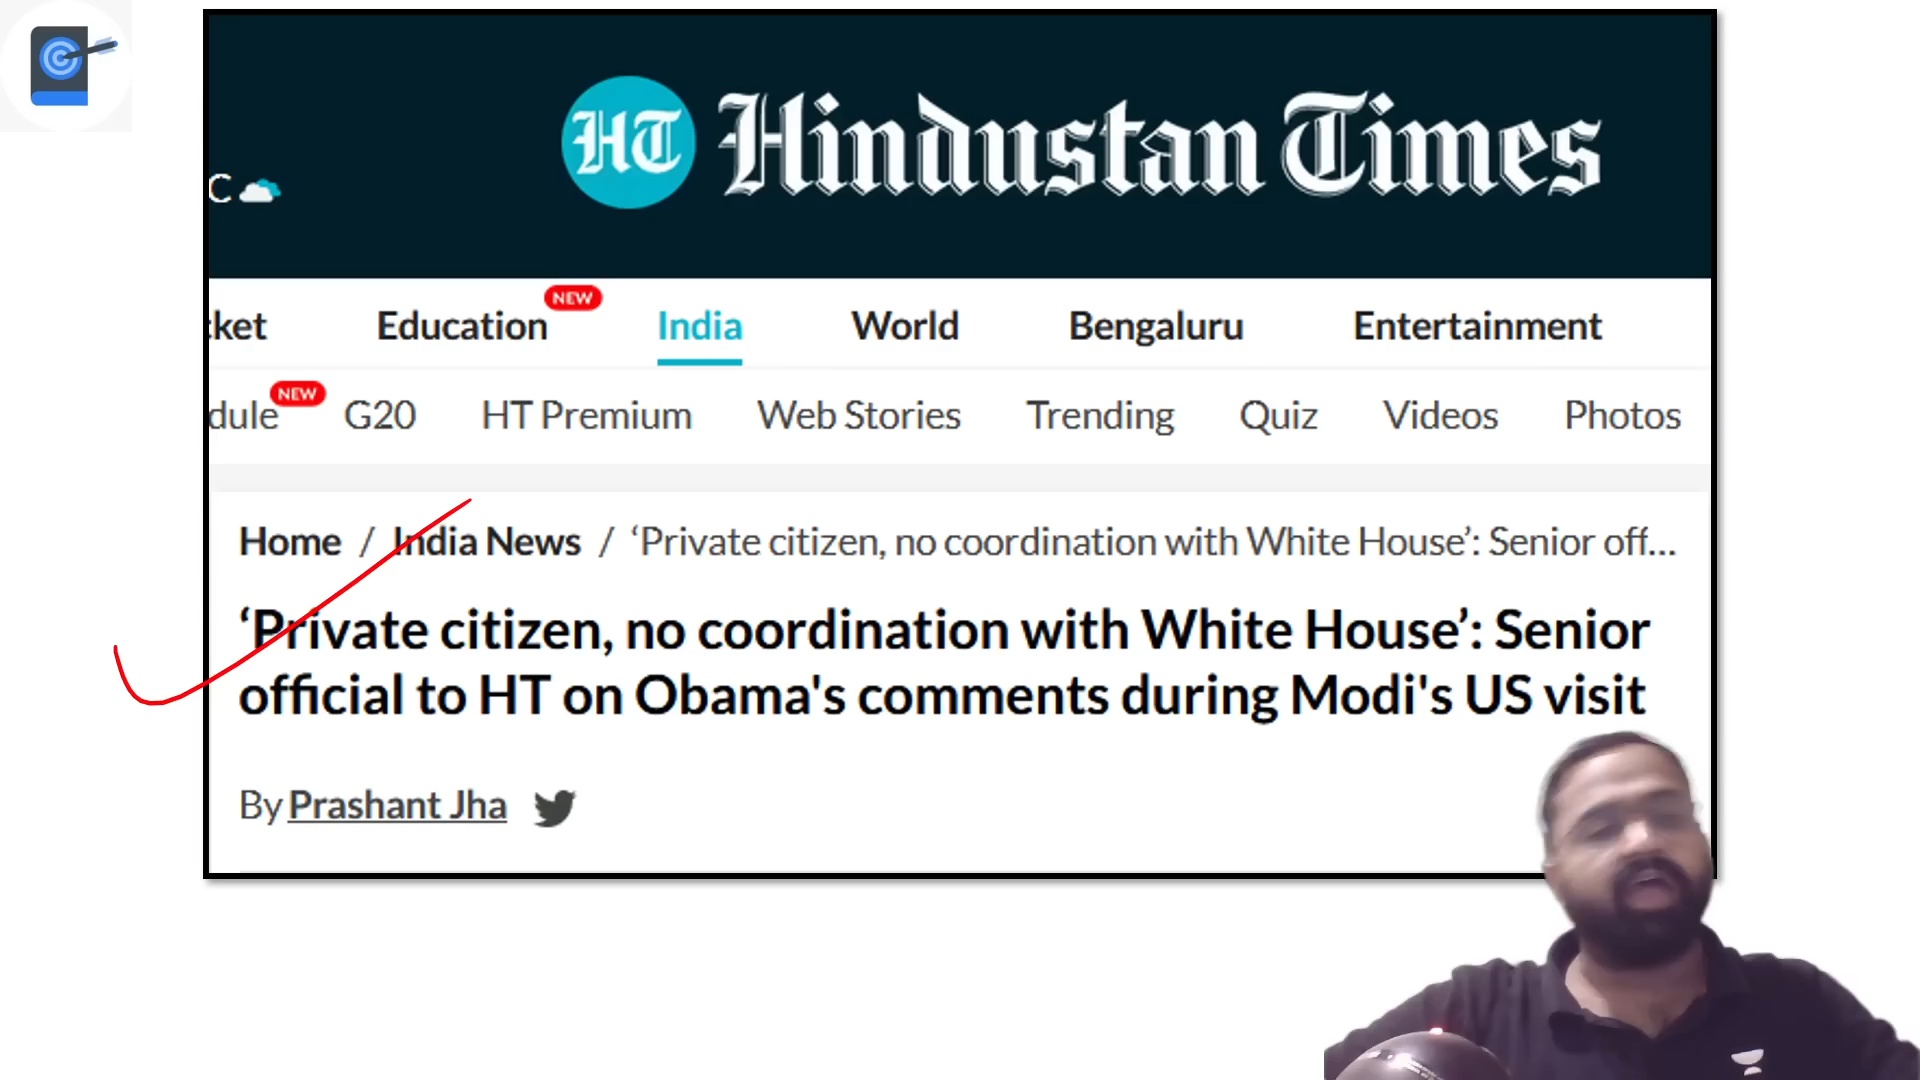 HT Hindustan Times
C
cket Education NEW India World Bengaluru Entertainment
dule NEW G20 HT Premium Web Stories Trending Quiz Videos Photos
Home / India News / ‘Private citizen, no coordination with White House’: Senior off...
‘Private citizen, no coordination with White House’: Senior
official to HT on Obama's comments during Modi's US visit
By Prashant Jha